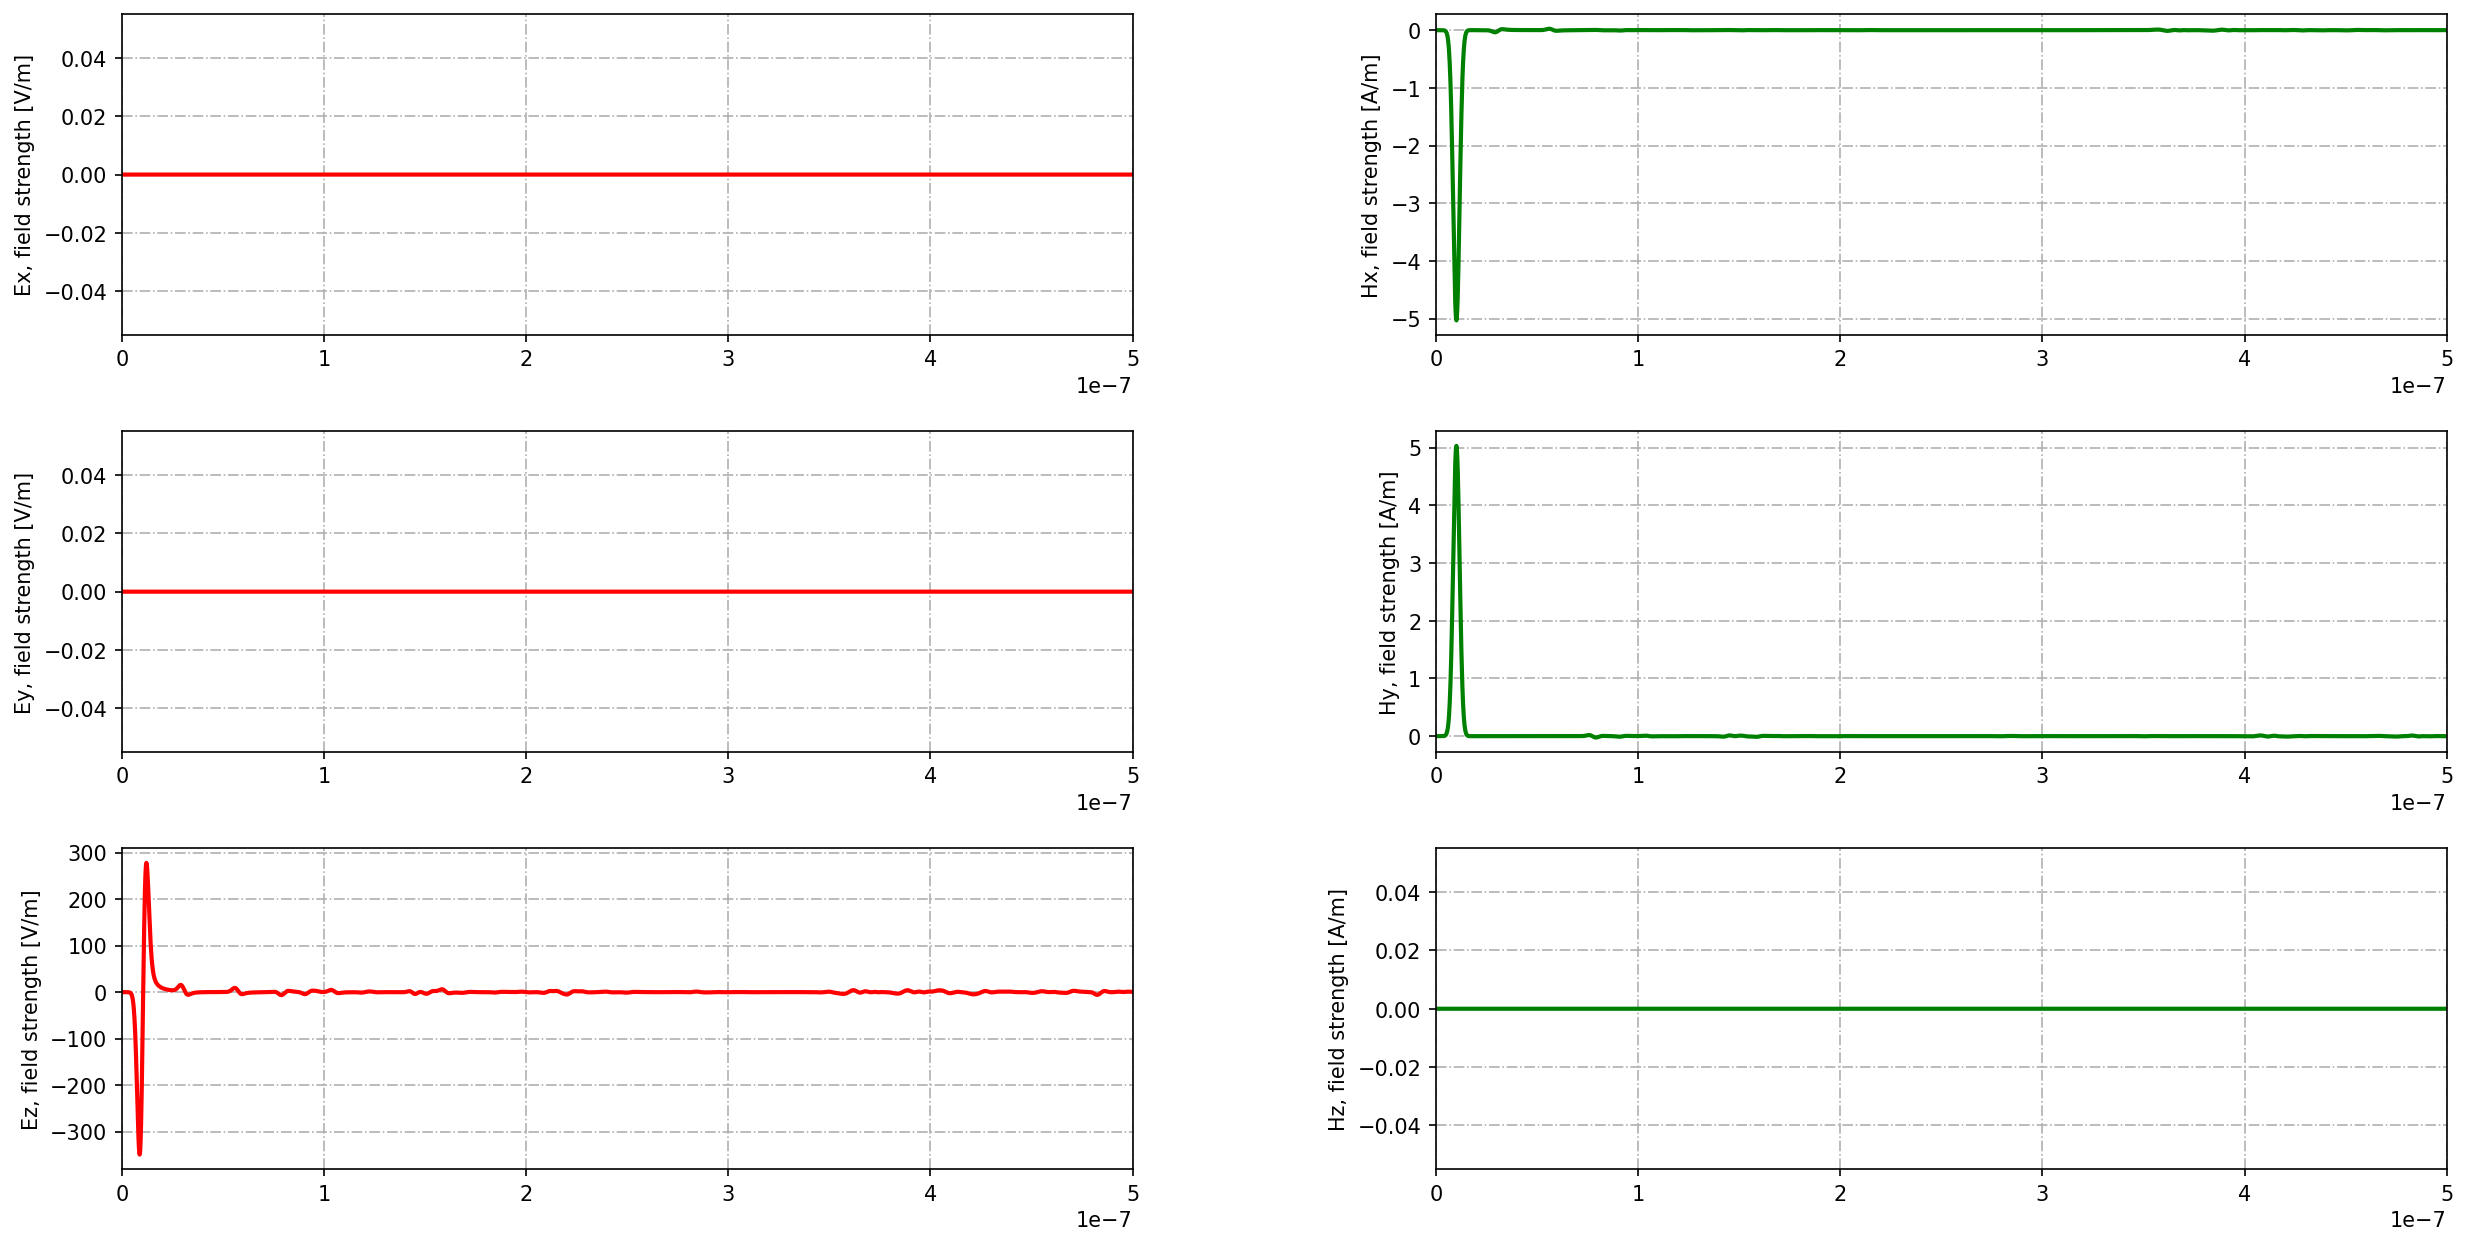 Ex, field strength [V/m]
0.04
0.02
0.00
−0.02
−0.04
0 1 2 3 4 5
1e−7
Hx, field strength [A/m]
0
−1
−2
−3
−4
−5
0 1 2 3 4 5
1e−7
Ey, field strength [V/m]
0.04
0.02
0.00
−0.02
−0.04
0 1 2 3 4 5
1e−7
Hy, field strength [A/m]
5
4
3
2
1
0
0 1 2 3 4 5
1e−7
Ez, field strength [V/m]
300
200
100
0
−100
−200
−300
0 1 2 3 4 5
1e−7
Hz, field strength [A/m]
0.04
0.02
0.00
−0.02
−0.04
0 1 2 3 4 5
1e−7